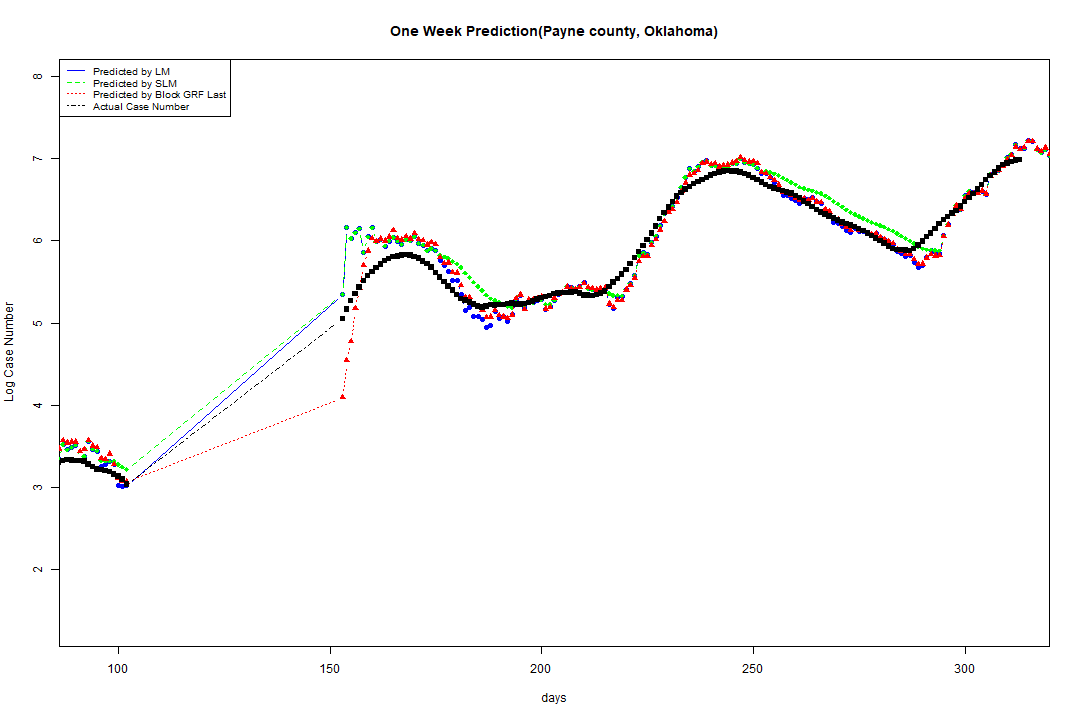 One Week Prediction(Payne county, Oklahoma)
Predicted by LM
Predicted by SLM
Predicted by Block GRF Last
Actual Case Number
8
7
6
5
4
3
2
Log Case Number
100 150 200 250 300
days